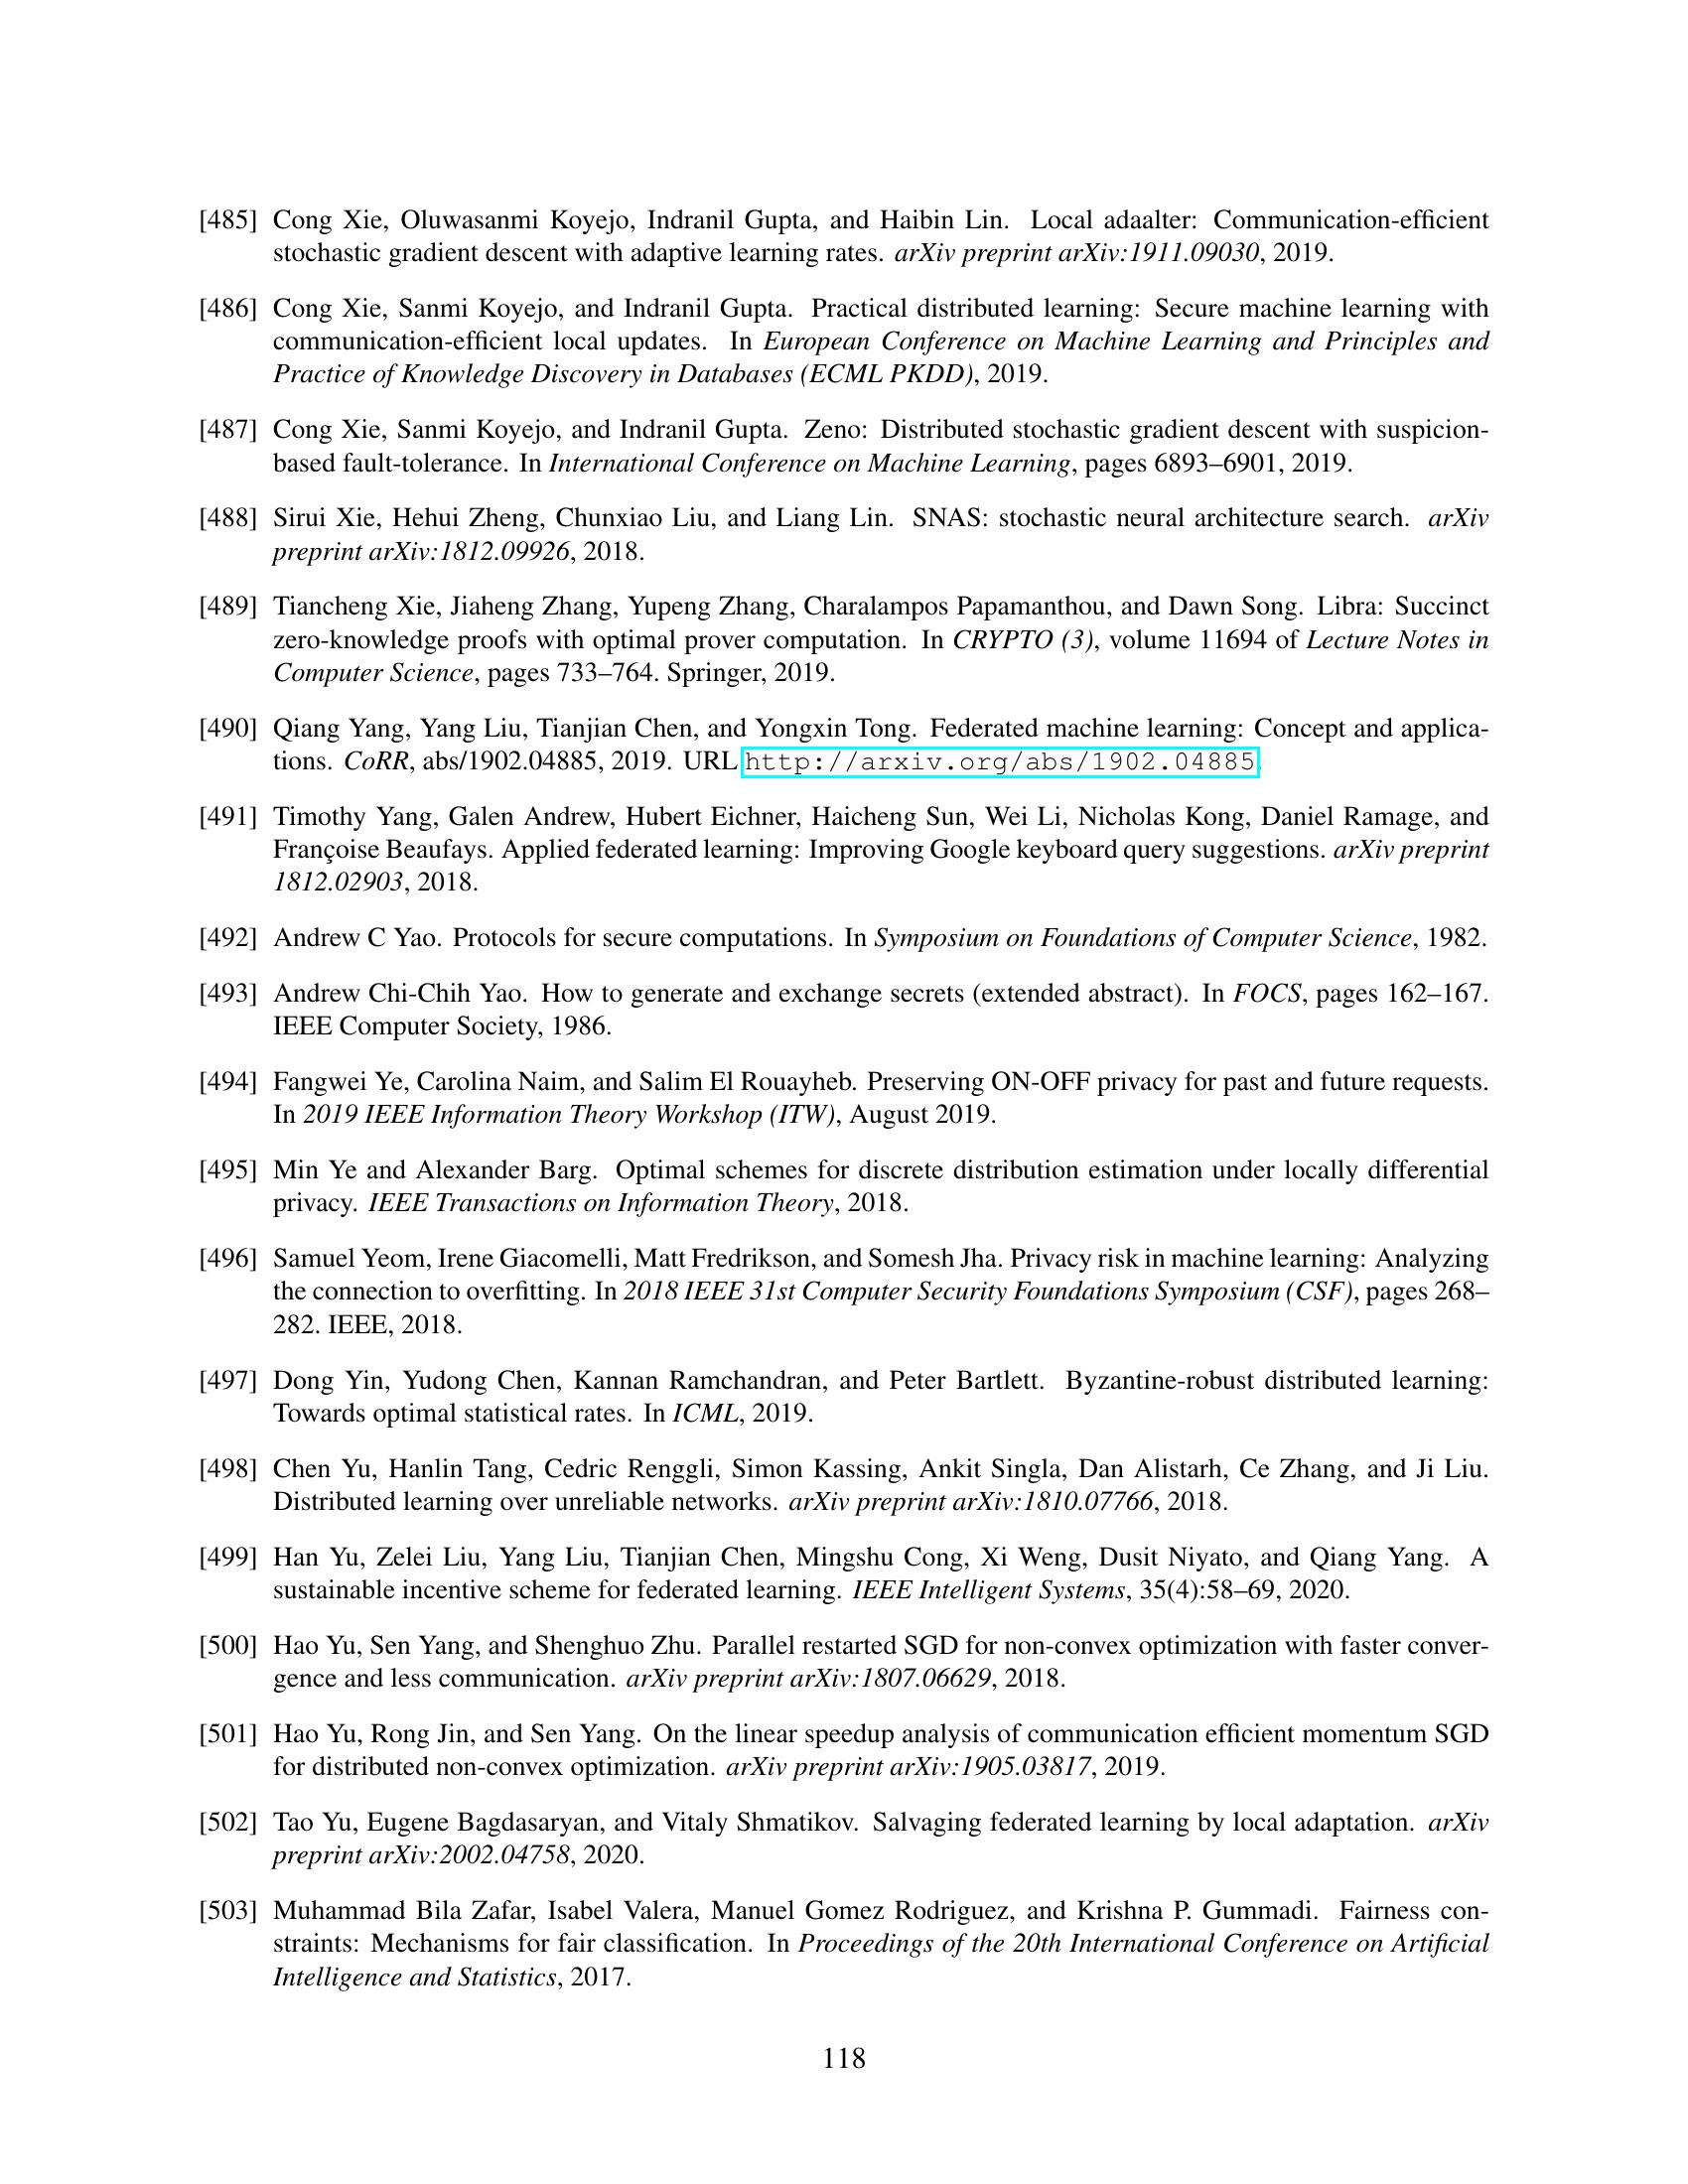 [485] Cong Xie, Oluwasanmi Koyejo, Indranil Gupta, and Haibin Lin. Local adaalter: Communication-efficient
stochastic gradient descent with adaptive learning rates. arXiv preprint arXiv:1911.09030, 2019.
[486] Cong Xie, Sanmi Koyejo, and Indranil Gupta. Practical distributed learning: Secure machine learning with
communication-efficient local updates. In European Conference on Machine Learning and Principles and
Practice of Knowledge Discovery in Databases (ECML PKDD), 2019.
[487] Cong Xie, Sanmi Koyejo, and Indranil Gupta. Zeno: Distributed stochastic gradient descent with suspicion-
based fault-tolerance. In International Conference on Machine Learning, pages 6893–6901, 2019.
[488] Sirui Xie, Hehui Zheng, Chunxiao Liu, and Liang Lin. SNAS: stochastic neural architecture search. arXiv
preprint arXiv:1812.09926, 2018.
[489] Tiancheng Xie, Jiaheng Zhang, Yupeng Zhang, Charalampos Papamanthou, and Dawn Song. Libra: Succinct
zero-knowledge proofs with optimal prover computation. In CRYPTO (3), volume 11694 of Lecture Notes in
Computer Science, pages 733–764. Springer, 2019.
[490] Qiang Yang, Yang Liu, Tianjian Chen, and Yongxin Tong. Federated machine learning: Concept and applica-
tions. CoRR, abs/1902.04885, 2019. URL http://arxiv.org/abs/1902.04885.
[491] Timothy Yang, Galen Andrew, Hubert Eichner, Haicheng Sun, Wei Li, Nicholas Kong, Daniel Ramage, and
Françoise Beaufays. Applied federated learning: Improving Google keyboard query suggestions. arXiv preprint
1812.02903, 2018.
[492] Andrew C Yao. Protocols for secure computations. In Symposium on Foundations of Computer Science, 1982.
[493] Andrew Chi-Chih Yao. How to generate and exchange secrets (extended abstract). In FOCS, pages 162–167.
IEEE Computer Society, 1986.
[494] Fangwei Ye, Carolina Naim, and Salim El Rouayheb. Preserving ON-OFF privacy for past and future requests.
In 2019 IEEE Information Theory Workshop (ITW), August 2019.
[495] Min Ye and Alexander Barg. Optimal schemes for discrete distribution estimation under locally differential
privacy. IEEE Transactions on Information Theory, 2018.
[496] Samuel Yeom, Irene Giacomelli, Matt Fredrikson, and Somesh Jha. Privacy risk in machine learning: Analyzing
the connection to overfitting. In 2018 IEEE 31st Computer Security Foundations Symposium (CSF), pages 268–
282. IEEE, 2018.
[497] Dong Yin, Yudong Chen, Kannan Ramchandran, and Peter Bartlett. Byzantine-robust distributed learning:
Towards optimal statistical rates. In ICML, 2019.
[498] Chen Yu, Hanlin Tang, Cedric Renggli, Simon Kassing, Ankit Singla, Dan Alistarh, Ce Zhang, and Ji Liu.
Distributed learning over unreliable networks. arXiv preprint arXiv:1810.07766, 2018.
[499] Han Yu, Zelei Liu, Yang Liu, Tianjian Chen, Mingshu Cong, Xi Weng, Dusit Niyato, and Qiang Yang. A
sustainable incentive scheme for federated learning. IEEE Intelligent Systems, 35(4):58–69, 2020.
[500] Hao Yu, Sen Yang, and Shenghuo Zhu. Parallel restarted SGD for non-convex optimization with faster conver-
gence and less communication. arXiv preprint arXiv:1807.06629, 2018.
[501] Hao Yu, Rong Jin, and Sen Yang. On the linear speedup analysis of communication efficient momentum SGD
for distributed non-convex optimization. arXiv preprint arXiv:1905.03817, 2019.
[502] Tao Yu, Eugene Bagdasaryan, and Vitaly Shmatikov. Salvaging federated learning by local adaptation. arXiv
preprint arXiv:2002.04758, 2020.
[503] Muhammad Bila Zafar, Isabel Valera, Manuel Gomez Rodriguez, and Krishna P. Gummadi. Fairness con-
straints: Mechanisms for fair classification. In Proceedings of the 20th International Conference on Artificial
Intelligence and Statistics, 2017.
118